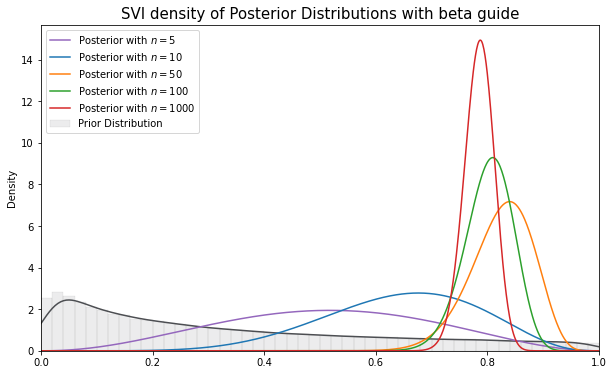 SVI density of Posterior Distributions with beta guide
Posterior with n = 5
Posterior with n = 10
Posterior with n = 50
Posterior with n = 100
Posterior with n = 1000
Prior Distribution
Density
14
12
10
8
6
4
2
0
0.0 0.2 0.4 0.6 0.8 1.0